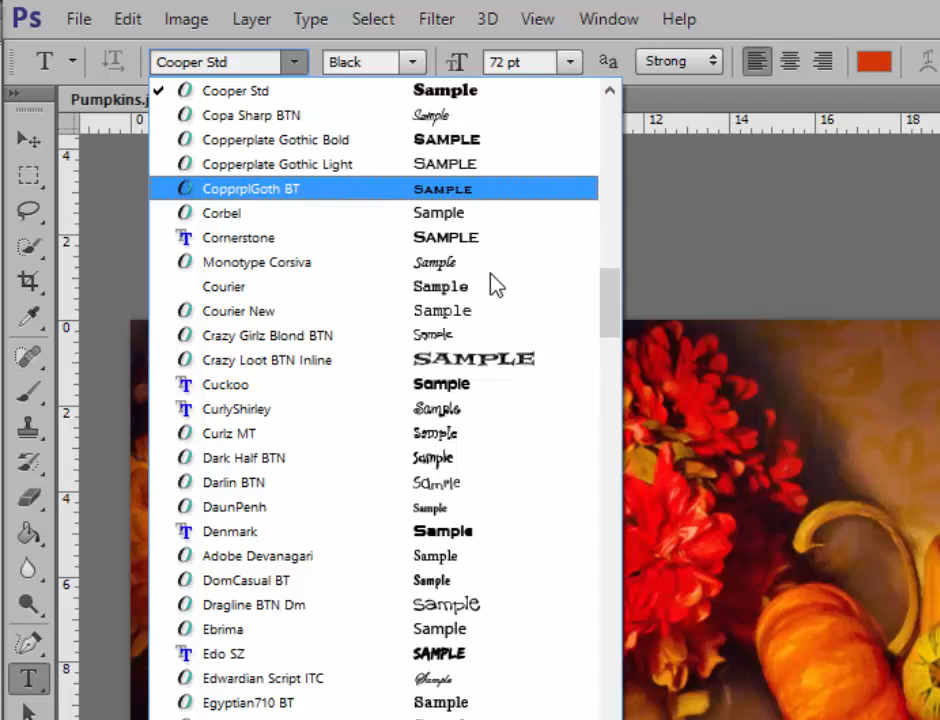 Ps File Edit Image Layer Type Select Filter 3D View Window Help
T Cooper Std Black 72 pt aa Strong
Pumpkins.j
0 12 14 16 18
Cooper Std Sample
Copa Sharp BTN Sample
Copperplate Gothic Bold SAMPLE
Copperplate Gothic Light SAMPLE
CopprplGoth BT SAMPLE
Corbel Sample
Cornerstone SAMPLE
Monotype Corsiva Sample
Courier Sample
Courier New Sample
Crazy Girlz Blond BTN Sample
Crazy Loot BTN Inline SAMPLE
Cuckoo Sample
CurlyShirley Sample
Curlz MT Sample
Dark Half BTN Sample
Darlin BTN Sample
DaunPenh Sample
Denmark Sample
Adobe Devanagari Sample
DomCasual BT Sample
Dragline BTN Dm Sample
Ebrima Sample
Edo SZ SAMPLE
Edwardian Script ITC Sample
Egyptian710 BT Sample
4
2
0
2
4
6
8